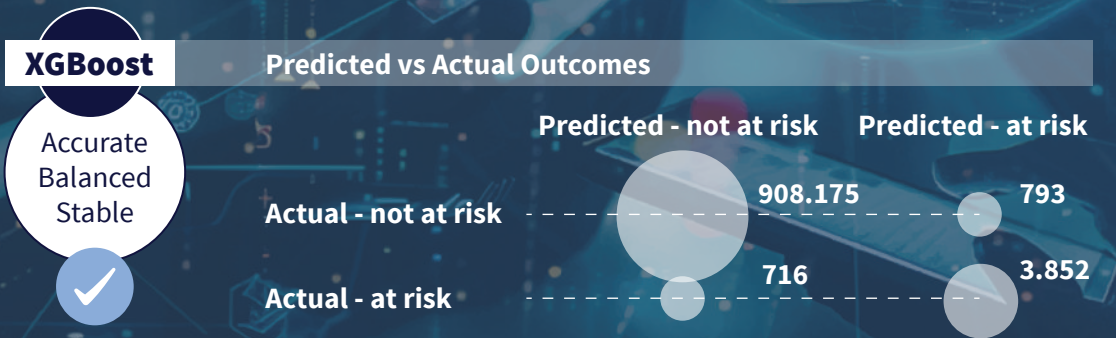 XGBoost
Predicted vs Actual Outcomes
Accurate
Balanced
Stable
Predicted - not at risk
Predicted - at risk
Actual - not at risk
908.175
793
Actual - at risk
716
3.852